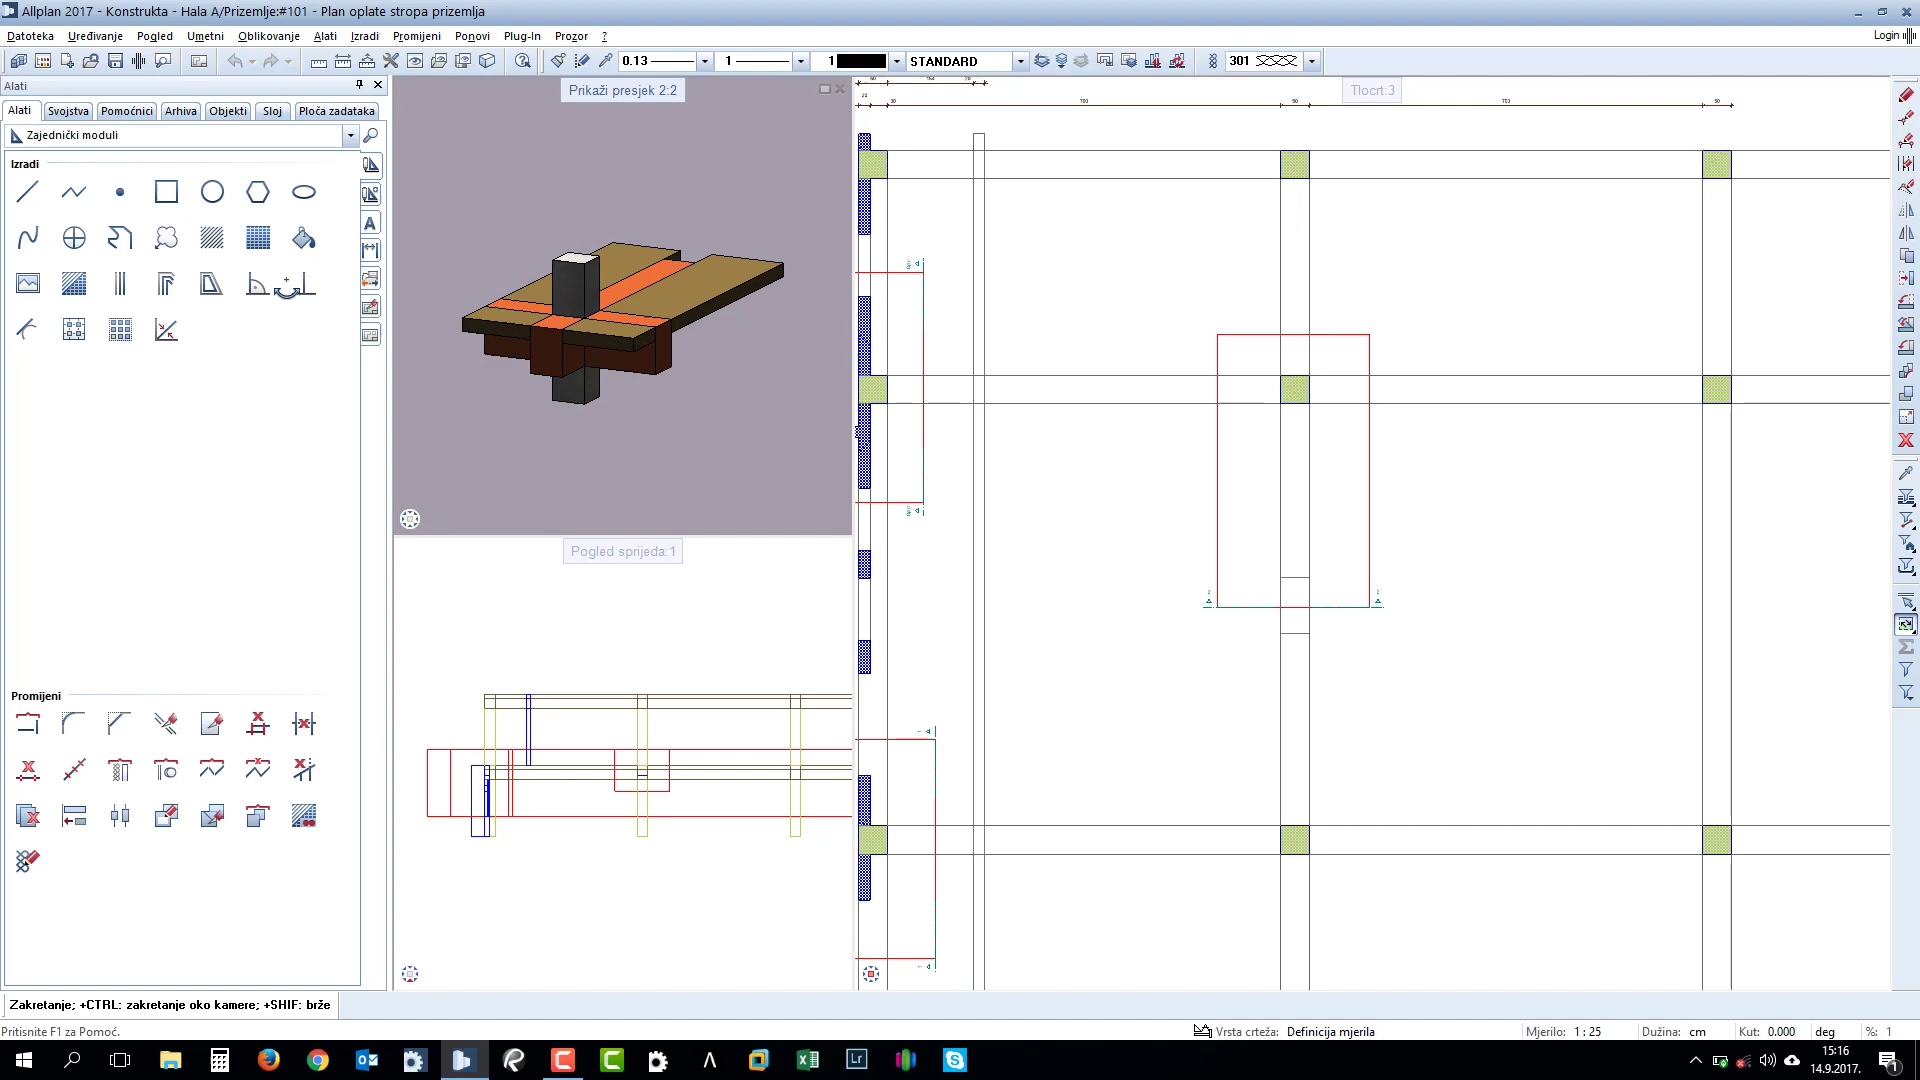 Allplan 2017 - Konstrukta - Hala A/Prizemlje:#101 - Plan oplate stropa prizemlja
Datoteka Uređivanje Pogled Umetni Oblikovanje Alati Izradi Promijeni Ponovi Plug-In Prozor ?
Login
0.13 1 1 STANDARD 301
Alati
Prikaži presjek 2:2
Tlocrt:3
Alati Svojstva Pomoćnici Arhiva Objekti Sloj Ploča zadataka
Zajednički moduli
Izradi
Pogled sprijeda:1
Promijeni
Zakretanje; +CTRL: zakretanje oko kamere; +SHIF: brže
Pritisnite F1 za Pomoć.
Vrsta crteža: Definicija mjerila
Mjerilo: 1 : 25
Dužina: cm
Kut: 0.000 deg
%: 1
15:16
14.9.2017.